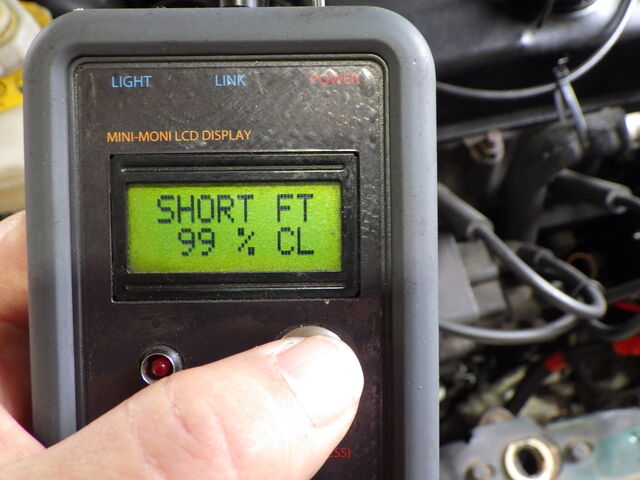 LIGHT LINK POWER
MINI-MONI LCD DISPLAY
SHORT FT
99 % CL